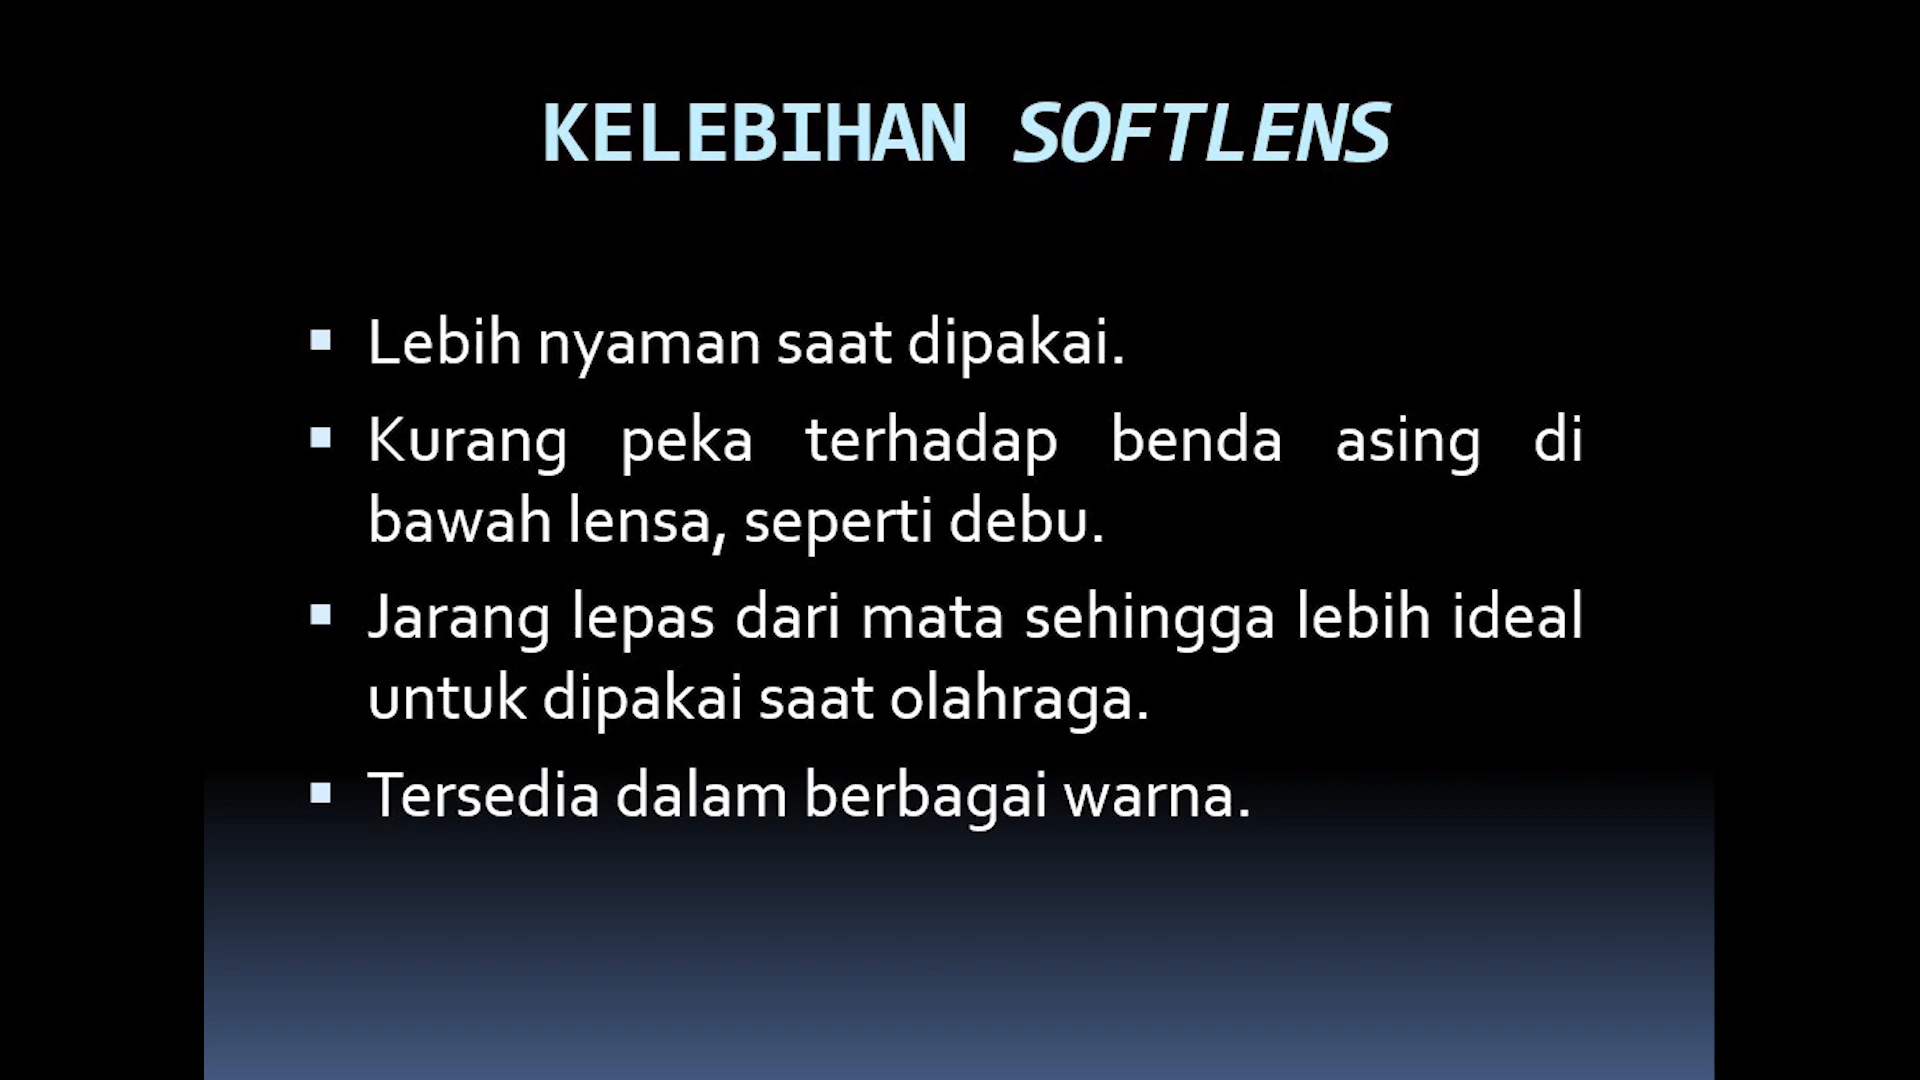 KELEBIHAN SOFTLENS
▪ Lebih nyaman saat dipakai.
▪ Kurang peka terhadap benda asing di
bawah lensa, seperti debu.
▪ Jarang lepas dari mata sehingga lebih ideal
untuk dipakai saat olahraga.
▪ Tersedia dalam berbagai warna.